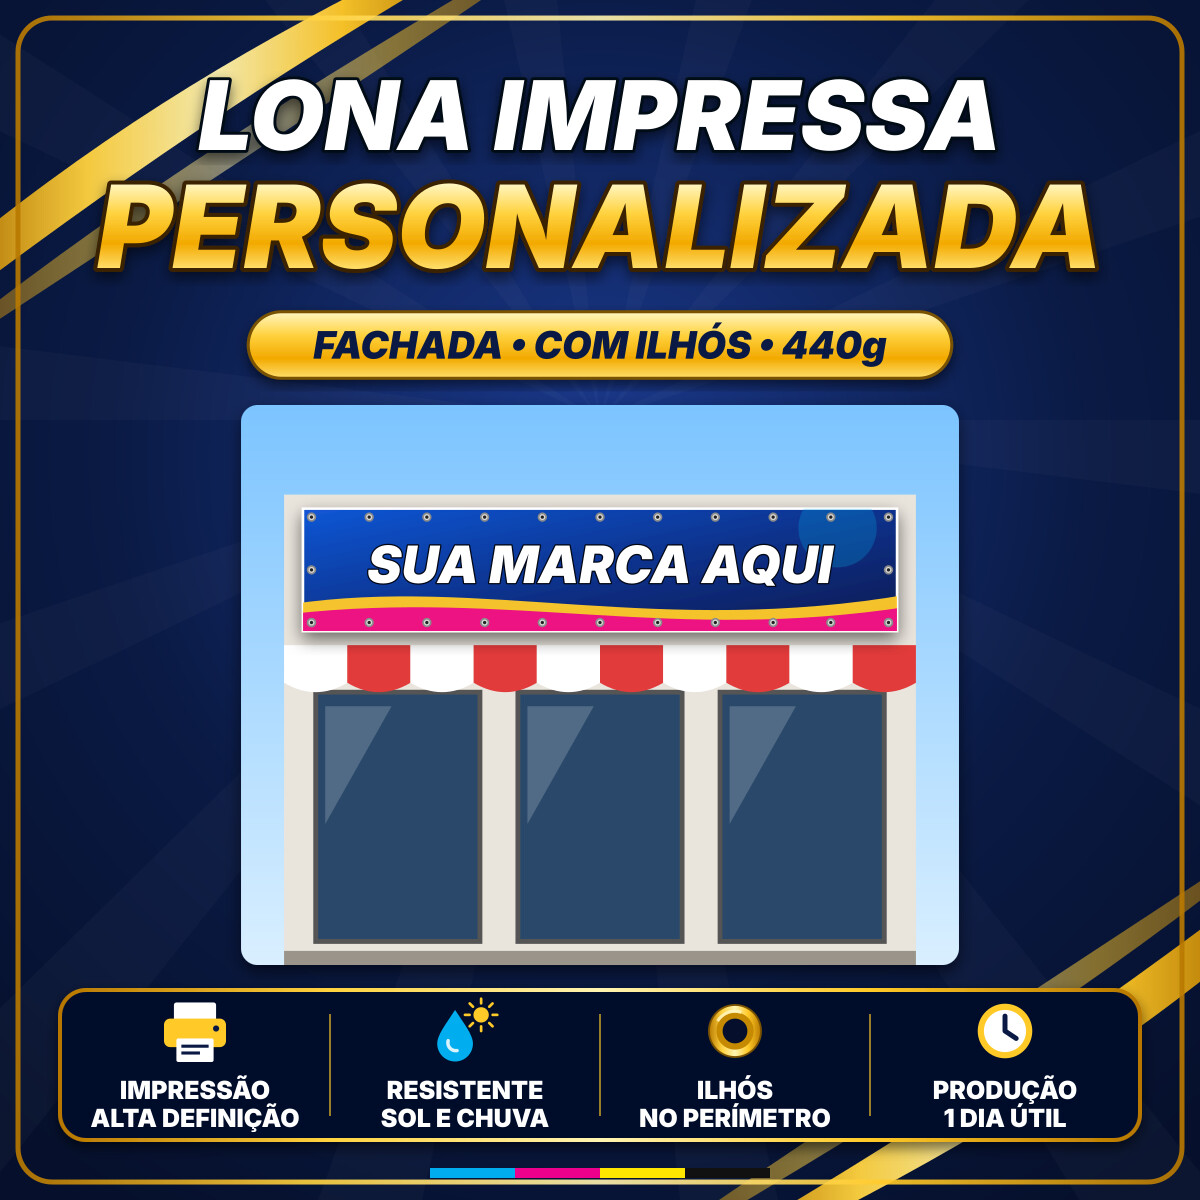 LONA IMPRESSA
PERSONALIZADA
FACHADA • COM ILHÓS • 440g
SUA MARCA AQUI
IMPRESSÃO
ALTA DEFINIÇÃO
RESISTENTE
SOL E CHUVA
ILHÓS
NO PERÍMETRO
PRODUÇÃO
1 DIA ÚTIL